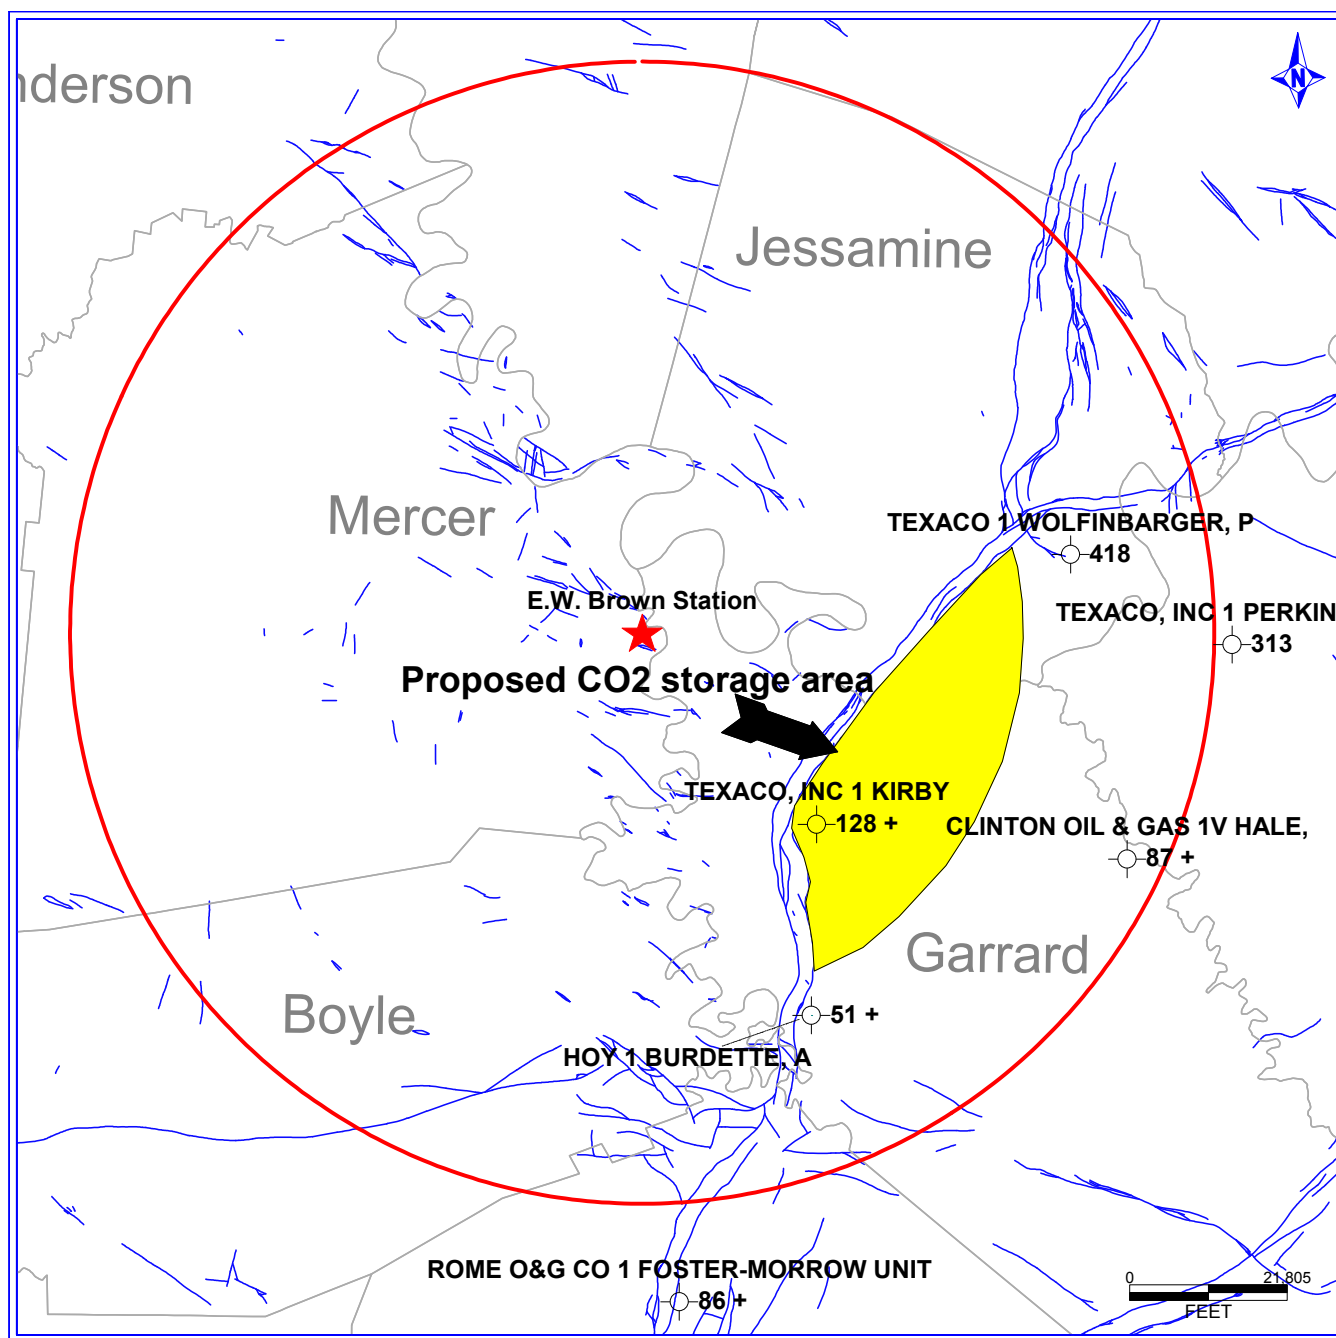 N
nderson
Jessamine
Mercer
TEXACO 1 WOLFINBARGER, P
418
E.W. Brown Station
TEXACO, INC 1 PERKIN
313
Proposed CO2 storage area
TEXACO, INC 1 KIRBY
128 +
CLINTON OIL & GAS 1V HALE,
87 +
Garrard
Boyle
51 +
HOY 1 BURDETTE, A
ROME O&G CO 1 FOSTER-MORROW UNIT
86 +
0 21,805
FEET